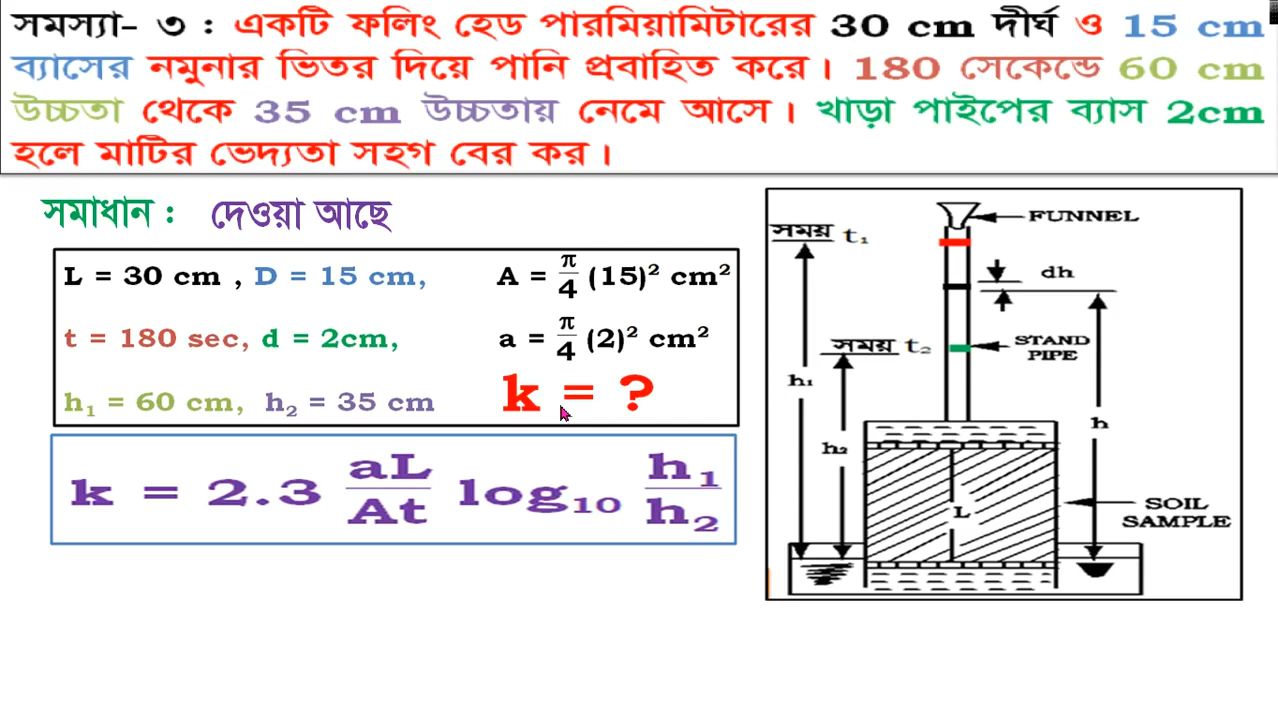 সমস্যা- ৩ : একটি ফলিং হেড পারমিয়ামিটারের 30 cm দীর্ঘ ও 15 cm
ব্যাসের নমুনার ভিতর দিয়ে পানি প্রবাহিত করে। 180 সেকেন্ডে 60 cm
উচ্চতা থেকে 35 cm উচ্চতায় নেমে আসে। খাড়া পাইপের ব্যাস 2cm
হলে মাটির ভেদ্যতা সহগ বের কর।
সমাধান : দেওয়া আছে
L = 30 cm , D = 15 cm, A = π/4 (15)² cm²
t = 180 sec, d = 2cm, a = π/4 (2)² cm²
h₁ = 60 cm, h₂ = 35 cm k = ?
k = 2.3 aL/At log₁₀ h₁/h₂
FUNNEL
সময় t₁
dh
সময় t₂
STAND
PIPE
h₁
h
h₂
L
SOIL
SAMPLE